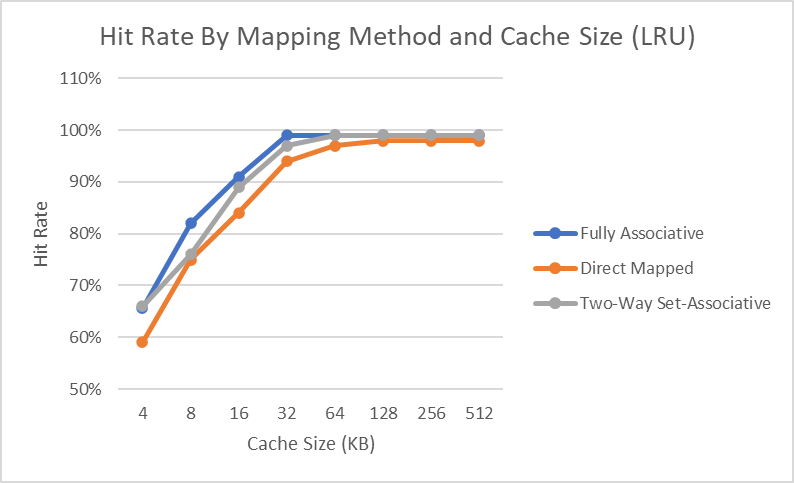 Hit Rate By Mapping Method and Cache Size (LRU)
110%
100%
90%
80%
70%
60%
50%
Hit Rate
4 8 16 32 64 128 256 512
Cache Size (KB)
Fully Associative
Direct Mapped
Two-Way Set-Associative